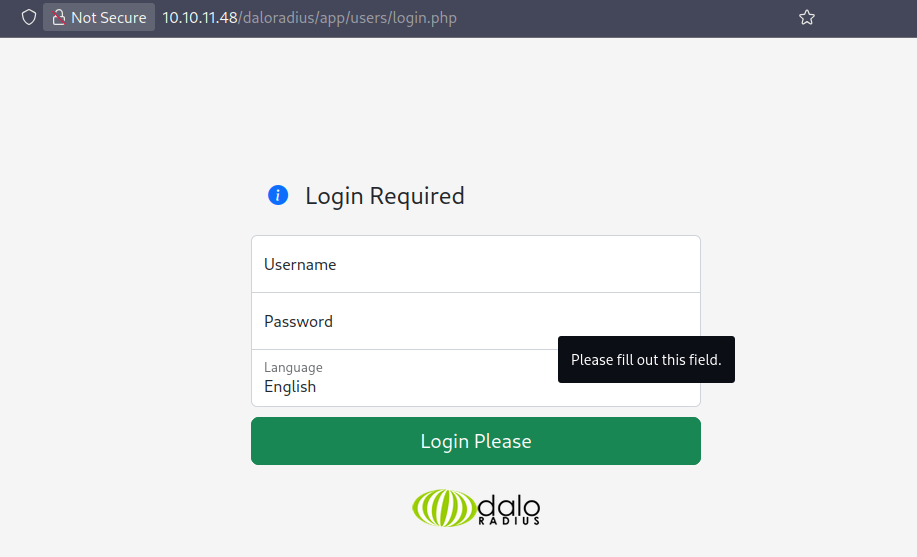 Not Secure 10.10.11.48/daloradius/app/users/login.php
i Login Required
Username
Password
Please fill out this field.
Language
English
Login Please
dalo
RADIUS